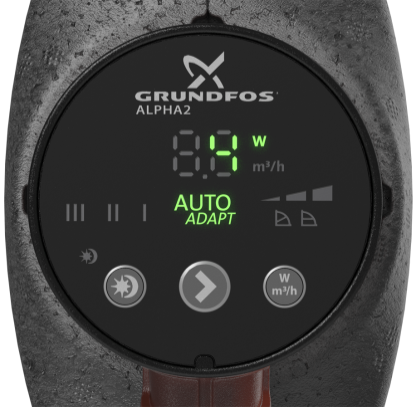 GRUNDFOS
ALPHA2
4 W
m³/h
AUTO
ADAPT
III II I
W
m³/h